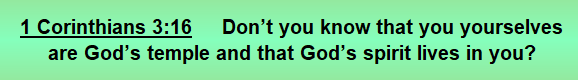 1 Corinthians 3:16 Don’t you know that you yourselves
are God’s temple and that God’s spirit lives in you?